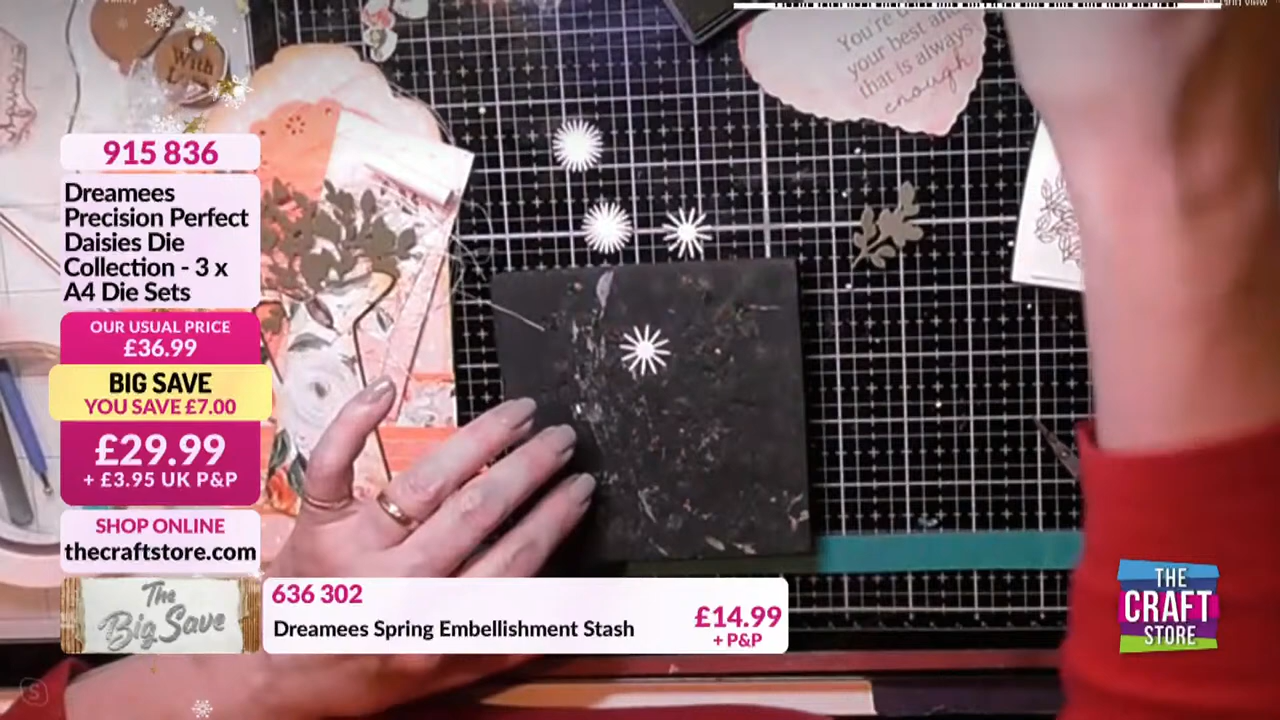 You're
your best and
that is always
enough
With
915 836
Dreamees
Precision Perfect
Daisies Die
Collection - 3 x
A4 Die Sets
OUR USUAL PRICE
£36.99
BIG SAVE
YOU SAVE £7.00
£29.99
+ £3.95 UK P&P
SHOP ONLINE
thecraftstore.com
The
Big Save
636 302
Dreamees Spring Embellishment Stash
£14.99
+ P&P
THE
CRAFT
STORE